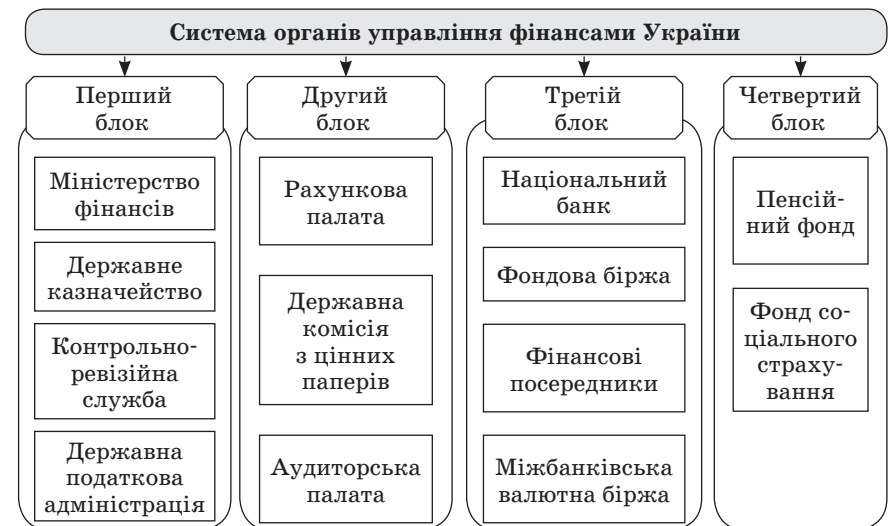 Система органів управління фінансами України
Перший
блок
Міністерство
фінансів
Державне
казначейство
Контрольно-
ревізійна
служба
Державна
податкова
адміністрація
Другий
блок
Рахункова
палата
Державна
комісія
з цінних
паперів
Аудиторська
палата
Третій
блок
Національний
банк
Фондова біржа
Фінансові
посередники
Міжбанківська
валютна біржа
Четвертий
блок
Пенсій-
ний фонд
Фонд со-
ціального
страху-
вання